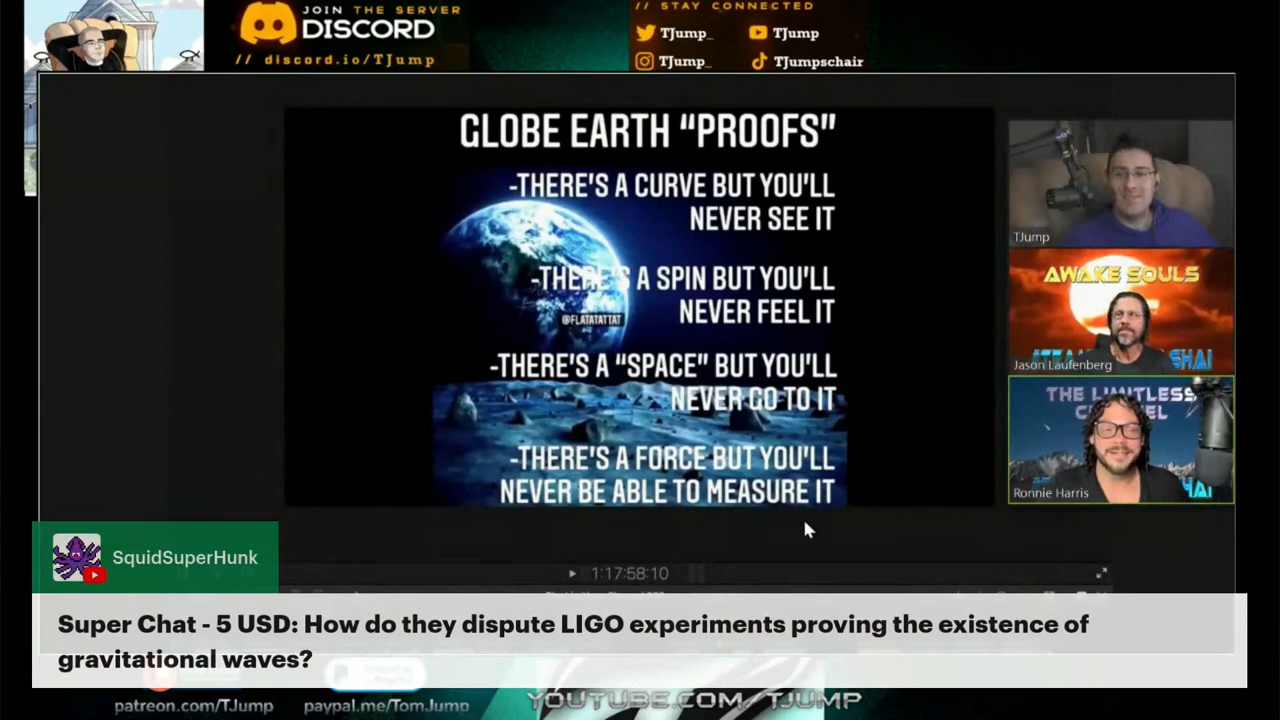 JOIN THE SERVER
DISCORD
// discord.io/TJump
// STAY CONNECTED
TJump_
TJump
TJump_
TJumpschair
GLOBE EARTH "PROOFS"
-THERE'S A CURVE BUT YOU'LL
NEVER SEE IT
-THERE'S A SPIN BUT YOU'LL
NEVER FEEL IT
@FLATATATTAT
-THERE'S A "SPACE" BUT YOU'LL
NEVER GO TO IT
-THERE'S A FORCE BUT YOU'LL
NEVER BE ABLE TO MEASURE IT
TJump
AWAKE SOULS
Jason Laufenberg
THE LIMITLESS
Ronnie Harris
1:17:58:10
SquidSuperHunk
Super Chat - 5 USD: How do they dispute LIGO experiments proving the existence of
gravitational waves?
patreon.com/TJump
paypal.me/TomJump
YOUTUBE.COM/TJUMP